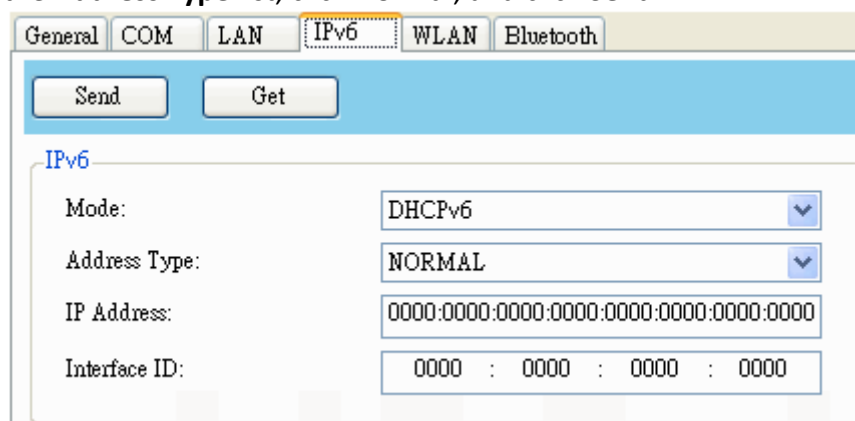 General COM LAN IPv6 WLAN Bluetooth
Send Get
IPv6
Mode: DHCPv6
Address Type: NORMAL
IP Address: 0000:0000:0000:0000:0000:0000:0000:0000
Interface ID: 0000 : 0000 : 0000 : 0000